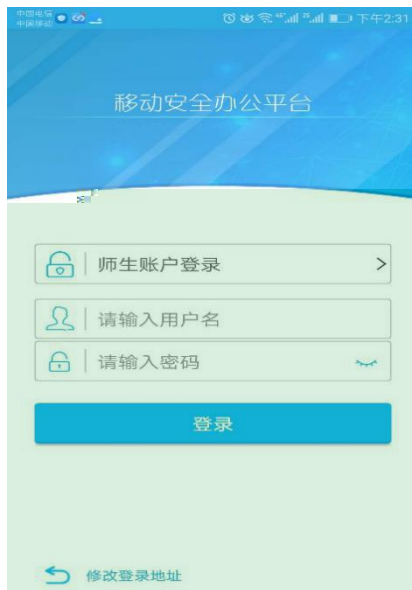 中国电信
中国移动
下午2:31
移动安全办公平台
师生账户登录
请输入用户名
请输入密码
登录
修改登录地址